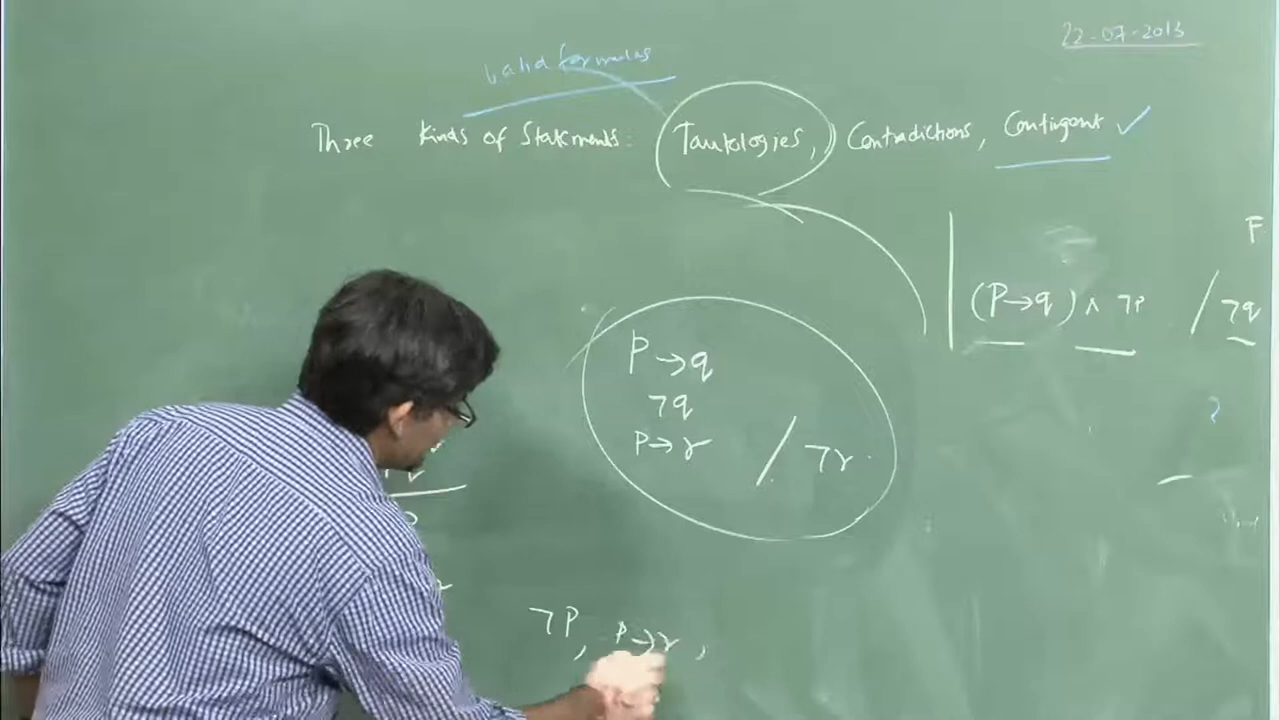 22-07-2013
Valid formulas
Three Kinds of Statements: Tautologies, Contradictions, Contingent ✓
F
(P→q) ∧ ¬P / ¬q
P→q
¬q
P→r / ¬r
?
¬P, P→r,